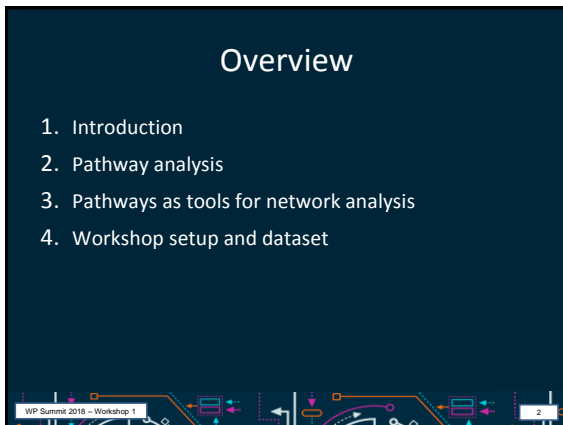 Overview
1. Introduction
2. Pathway analysis
3. Pathways as tools for network analysis
4. Workshop setup and dataset
WP Summit 2018 – Workshop 1
2